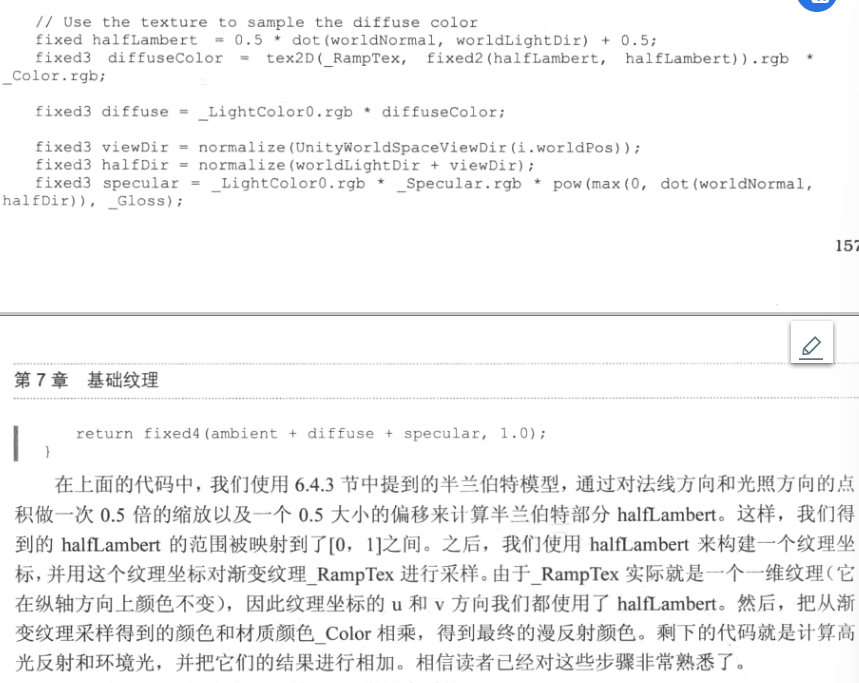 // Use the texture to sample the diffuse color
fixed halfLambert = 0.5 * dot(worldNormal, worldLightDir) + 0.5;
fixed3 diffuseColor = tex2D(_RampTex, fixed2(halfLambert, halfLambert)).rgb *
_Color.rgb;
fixed3 diffuse = _LightColor0.rgb * diffuseColor;
fixed3 viewDir = normalize(UnityWorldSpaceViewDir(i.worldPos));
fixed3 halfDir = normalize(worldLightDir + viewDir);
fixed3 specular = _LightColor0.rgb * _Specular.rgb * pow(max(0, dot(worldNormal,
halfDir)), _Gloss);
157
第 7 章 基础纹理
return fixed4(ambient + diffuse + specular, 1.0);
}
在上面的代码中，我们使用 6.4.3 节中提到的半兰伯特模型，通过对法线方向和光照方向的点
积做一次 0.5 倍的缩放以及一个 0.5 大小的偏移来计算半兰伯特部分 halfLambert。这样，我们得
到的 halfLambert 的范围被映射到了[0，1]之间。之后，我们使用 halfLambert 来构建一个纹理坐
标，并用这个纹理坐标对渐变纹理_RampTex 进行采样。由于_RampTex 实际就是一个一维纹理（它
在纵轴方向上颜色不变），因此纹理坐标的 u 和 v 方向我们都使用了 halfLambert。然后，把从渐
变纹理采样得到的颜色和材质颜色_Color 相乘，得到最终的漫反射颜色。剩下的代码就是计算高
光反射和环境光，并把它们的结果进行相加。相信读者已经对这些步骤非常熟悉了。